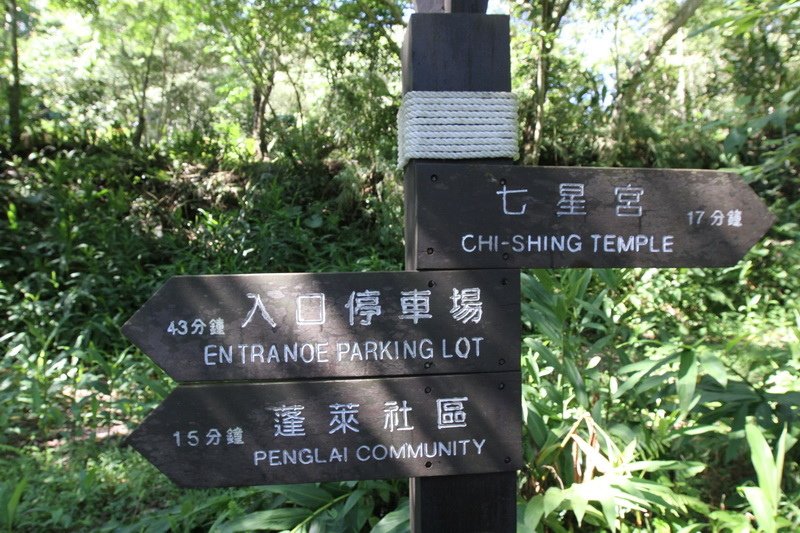 七星宮 17分鐘
CHI-SHING TEMPLE
43分鐘 入口停車場
ENTRANOE PARKING LOT
15分鐘 蓬萊社區
PENGLAI COMMUNITY